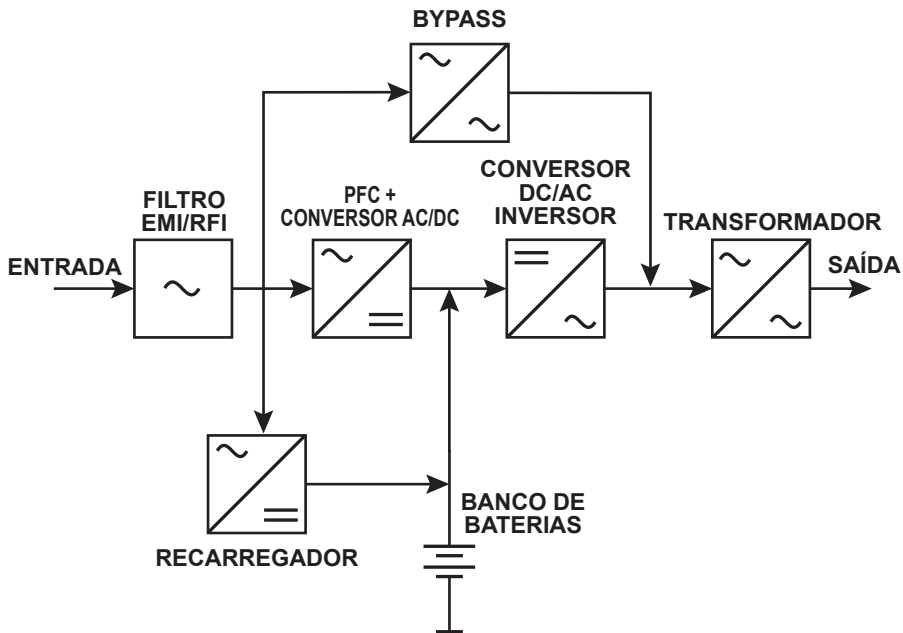 BYPASS
FILTRO
EMI/RFI
PFC +
CONVERSOR AC/DC
CONVERSOR
DC/AC
INVERSOR
TRANSFORMADOR
ENTRADA
SAÍDA
RECARREGADOR
BANCO DE
BATERIAS